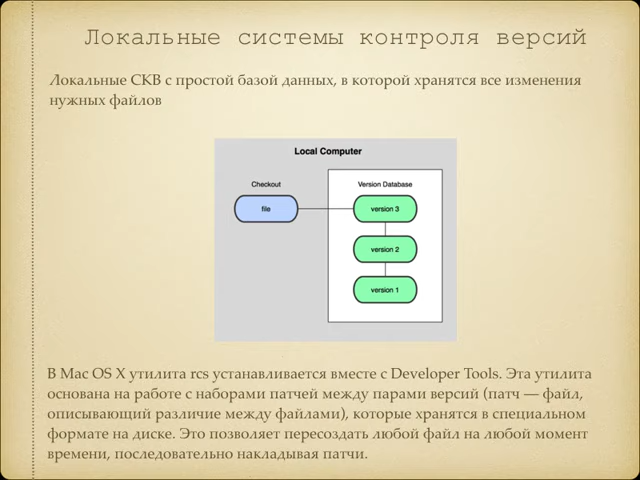 Локальные системы контроля версий
Локальные СКВ с простой базой данных, в которой хранятся все изменения
нужных файлов
Local Computer
Checkout
Version Database
file
version 3
version 2
version 1
В Mac OS X утилита rcs устанавливается вместе с Developer Tools. Эта утилита
основана на работе с наборами патчей между парами версий (патч — файл,
описывающий различие между файлами), которые хранятся в специальном
формате на диске. Это позволяет пересоздать любой файл на любой момент
времени, последовательно накладывая патчи.